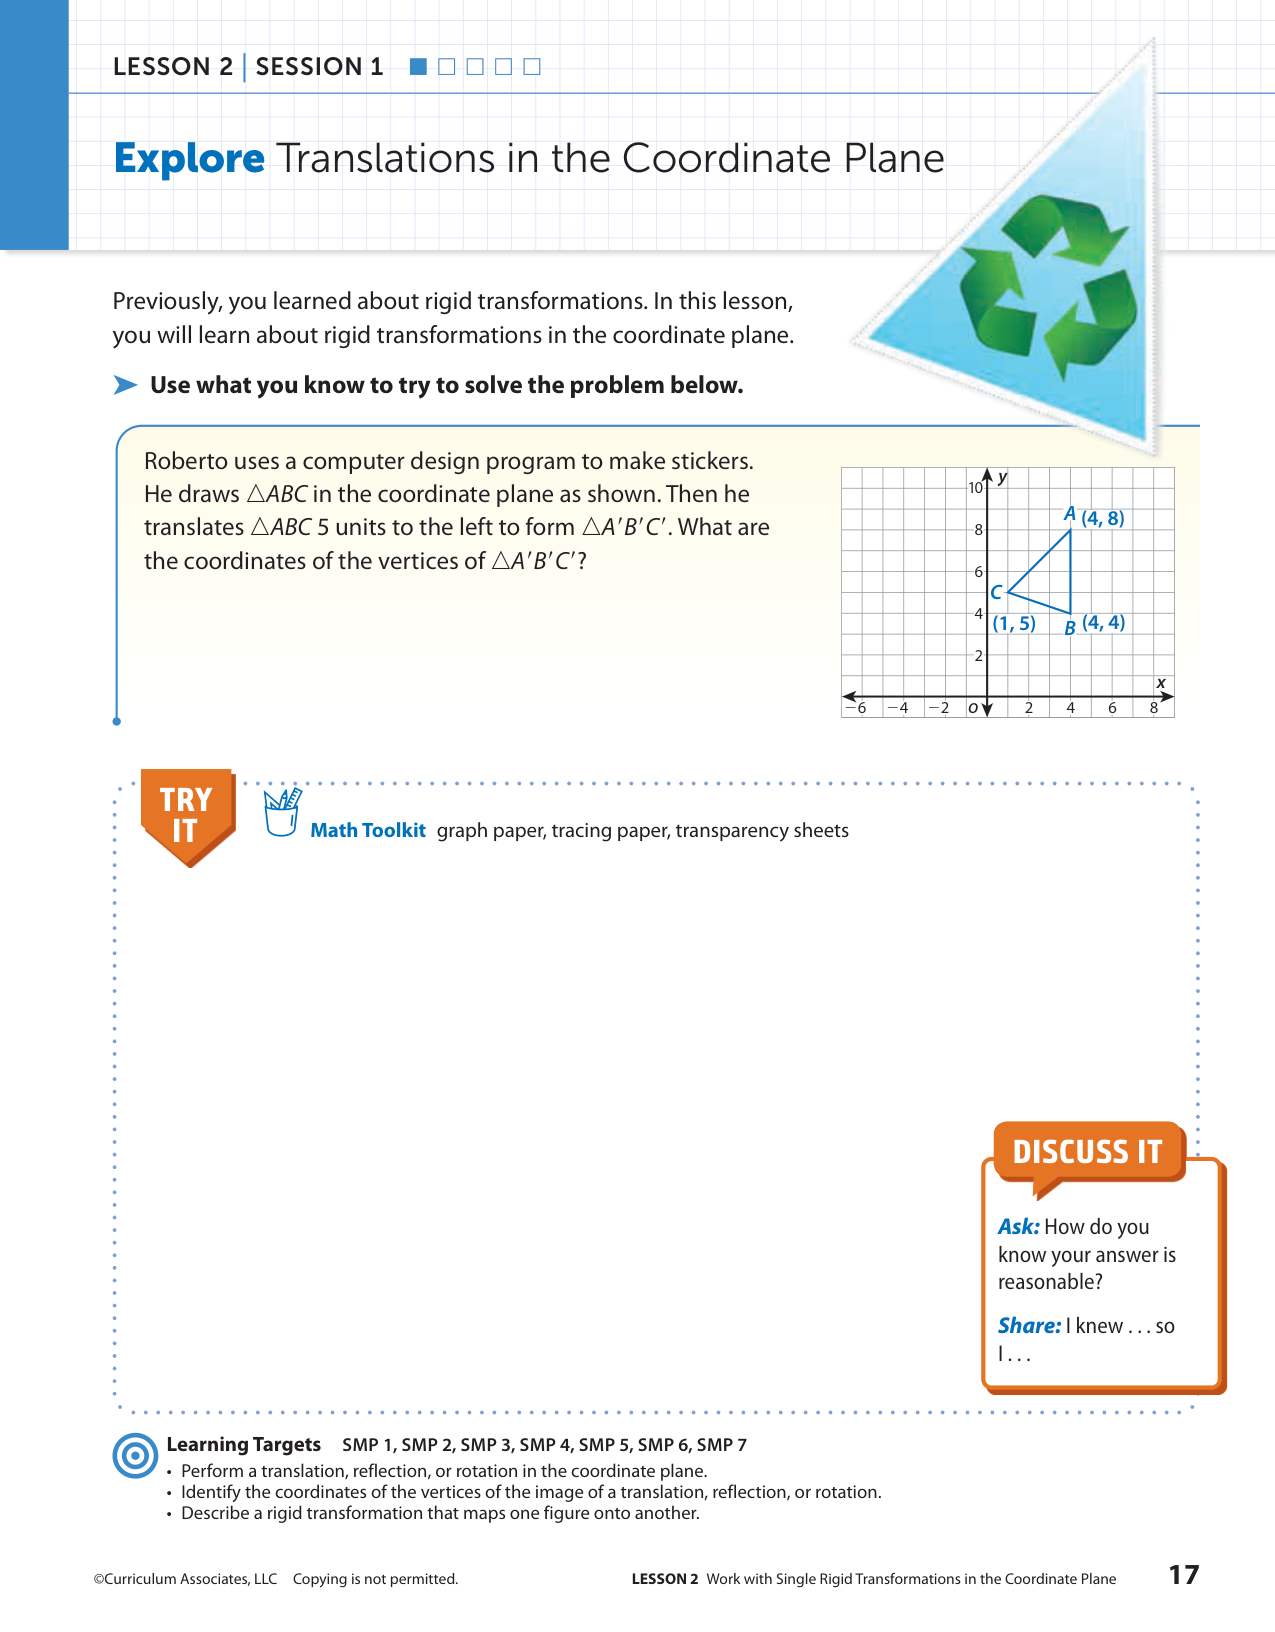 LESSON 2 | SESSION 1
Explore Translations in the Coordinate Plane
Previously, you learned about rigid transformations. In this lesson,
you will learn about rigid transformations in the coordinate plane.
Use what you know to try to solve the problem below.
Roberto uses a computer design program to make stickers.
He draws △ABC in the coordinate plane as shown. Then he
translates △ABC 5 units to the left to form △A′B′C′. What are
the coordinates of the vertices of △A′B′C′?
y
10
A (4, 8)
8
6
C
4
(1, 5)
B (4, 4)
2
x
−6 −4 −2 O 2 4 6 8
TRY
IT
Math Toolkit graph paper, tracing paper, transparency sheets
DISCUSS IT
Ask: How do you
know your answer is
reasonable?
Share: I knew . . . so
I . . .
Learning Targets SMP 1, SMP 2, SMP 3, SMP 4, SMP 5, SMP 6, SMP 7
• Perform a translation, reflection, or rotation in the coordinate plane.
• Identify the coordinates of the vertices of the image of a translation, reflection, or rotation.
• Describe a rigid transformation that maps one figure onto another.
©Curriculum Associates, LLC Copying is not permitted.
LESSON 2 Work with Single Rigid Transformations in the Coordinate Plane
17